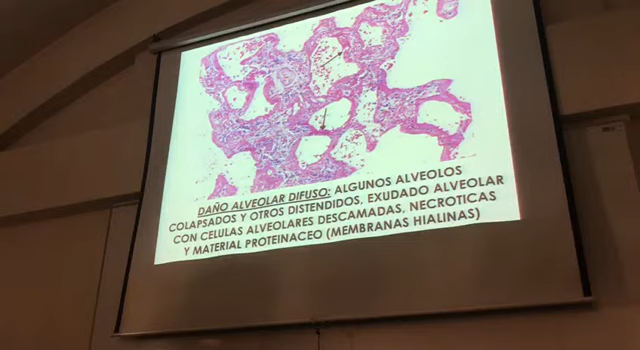 DAÑO ALVEOLAR DIFUSO: ALGUNOS ALVEOLOS
COLAPSADOS Y OTROS DISTENDIDOS, EXUDADO ALVEOLAR
CON CELULAS ALVEOLARES DESCAMADAS, NECROTICAS
Y MATERIAL PROTEINACEO (MEMBRANAS HIALINAS)